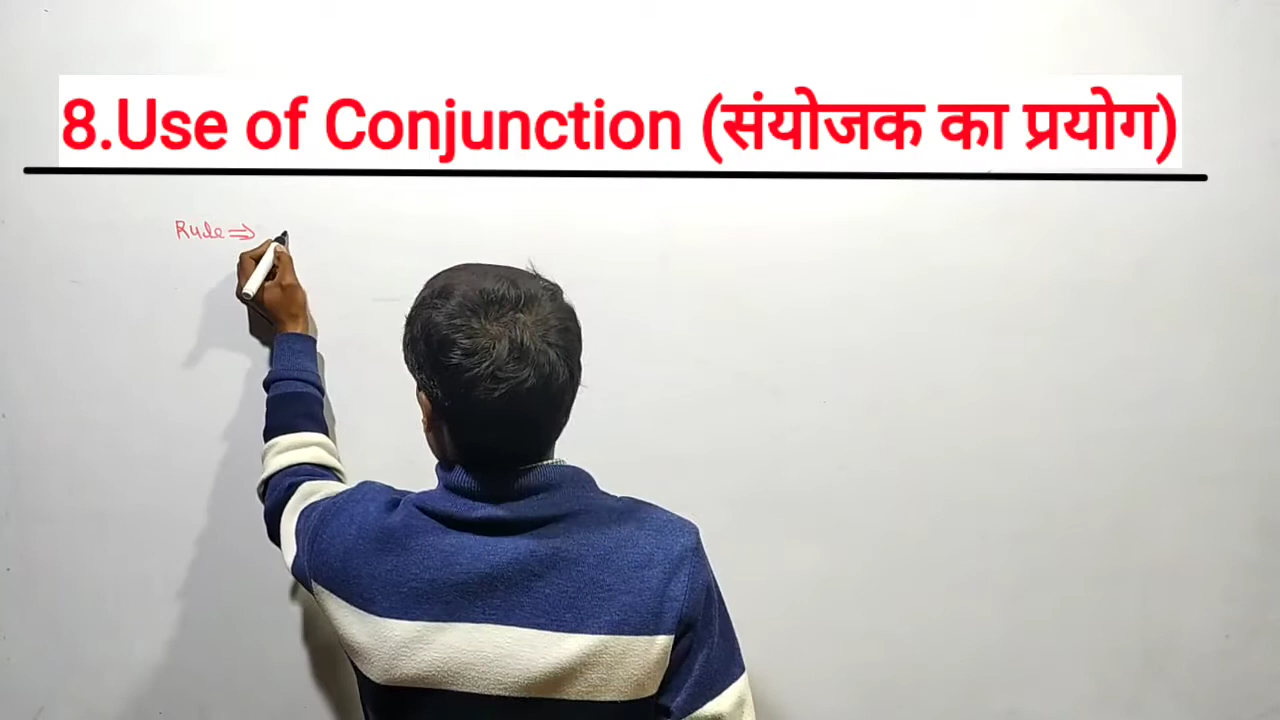 8.Use of Conjunction (संयोजक का प्रयोग)
Rule ⇒